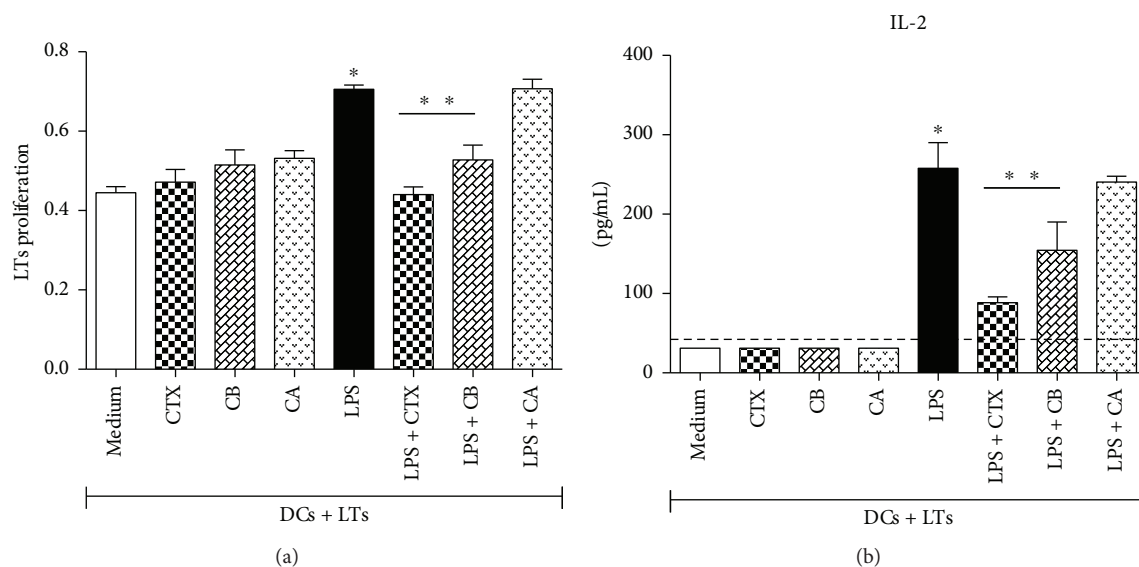 0.8
0.6
0.4
0.2
0.0
LTs proliferation
*
* *
Medium
CTX
CB
CA
LPS
LPS + CTX
LPS + CB
LPS + CA
DCs + LTs
(a)
IL-2
400
300
200
100
0
(pg/mL)
*
* *
Medium
CTX
CB
CA
LPS
LPS + CTX
LPS + CB
LPS + CA
DCs + LTs
(b)